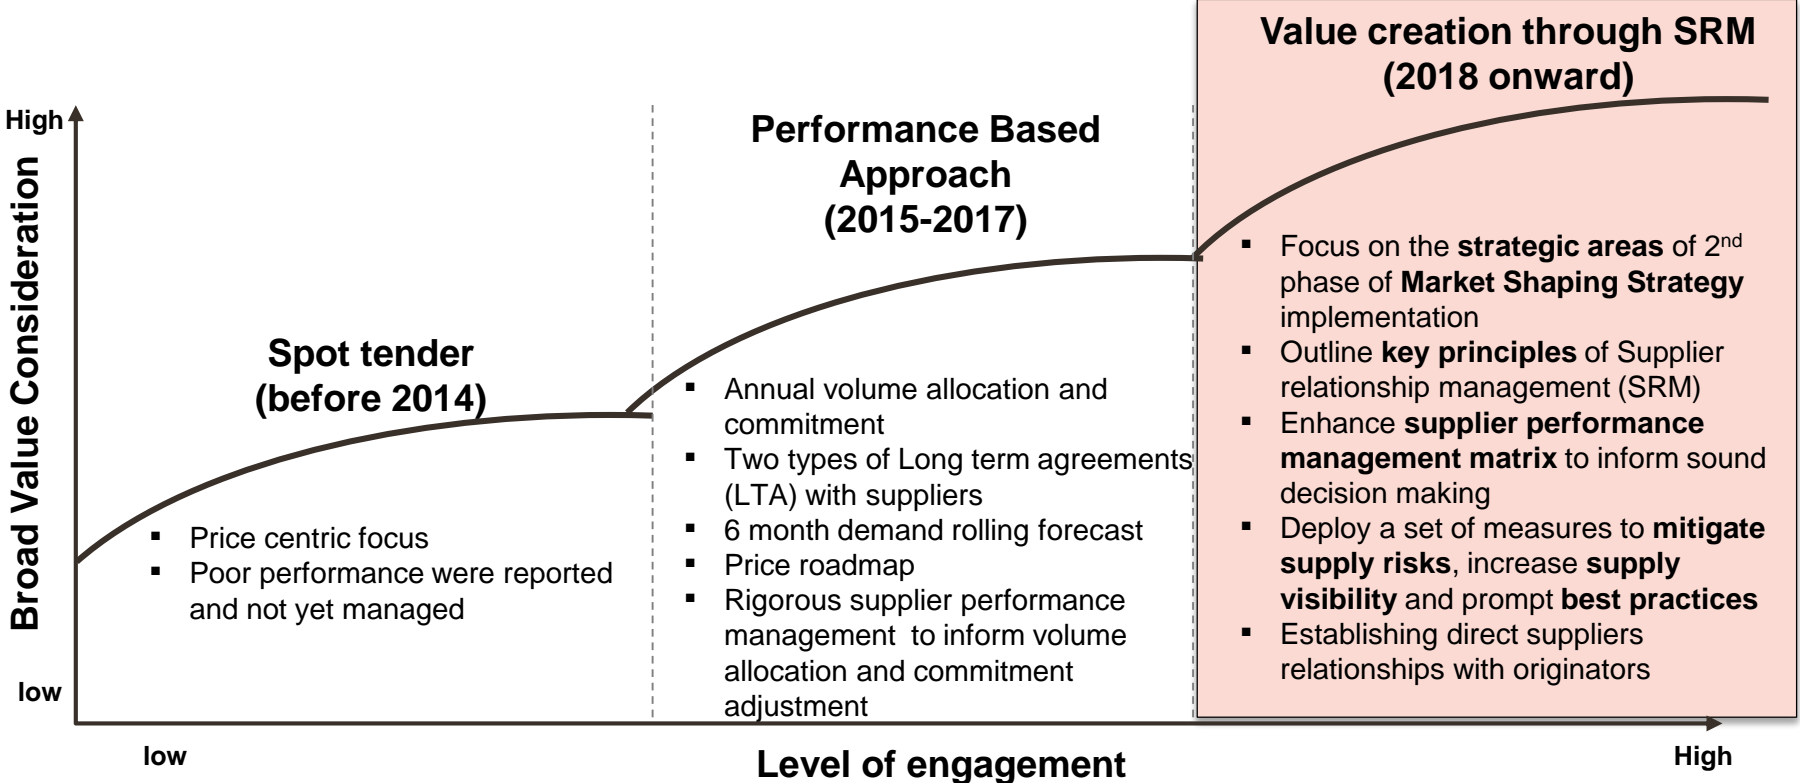 Value creation through SRM
(2018 onward)
High
Performance Based
Approach
(2015-2017)
Broad Value Consideration
Spot tender
(before 2014)
▪ Price centric focus
▪ Poor performance were reported
and not yet managed
▪ Annual volume allocation and
commitment
▪ Two types of Long term agreements
(LTA) with suppliers
▪ 6 month demand rolling forecast
▪ Price roadmap
▪ Rigorous supplier performance
management to inform volume
allocation and commitment
adjustment
▪ Focus on the strategic areas of 2nd
phase of Market Shaping Strategy
implementation
▪ Outline key principles of Supplier
relationship management (SRM)
▪ Enhance supplier performance
management matrix to inform sound
decision making
▪ Deploy a set of measures to mitigate
supply risks, increase supply
visibility and prompt best practices
▪ Establishing direct suppliers
relationships with originators
low
low
Level of engagement
High